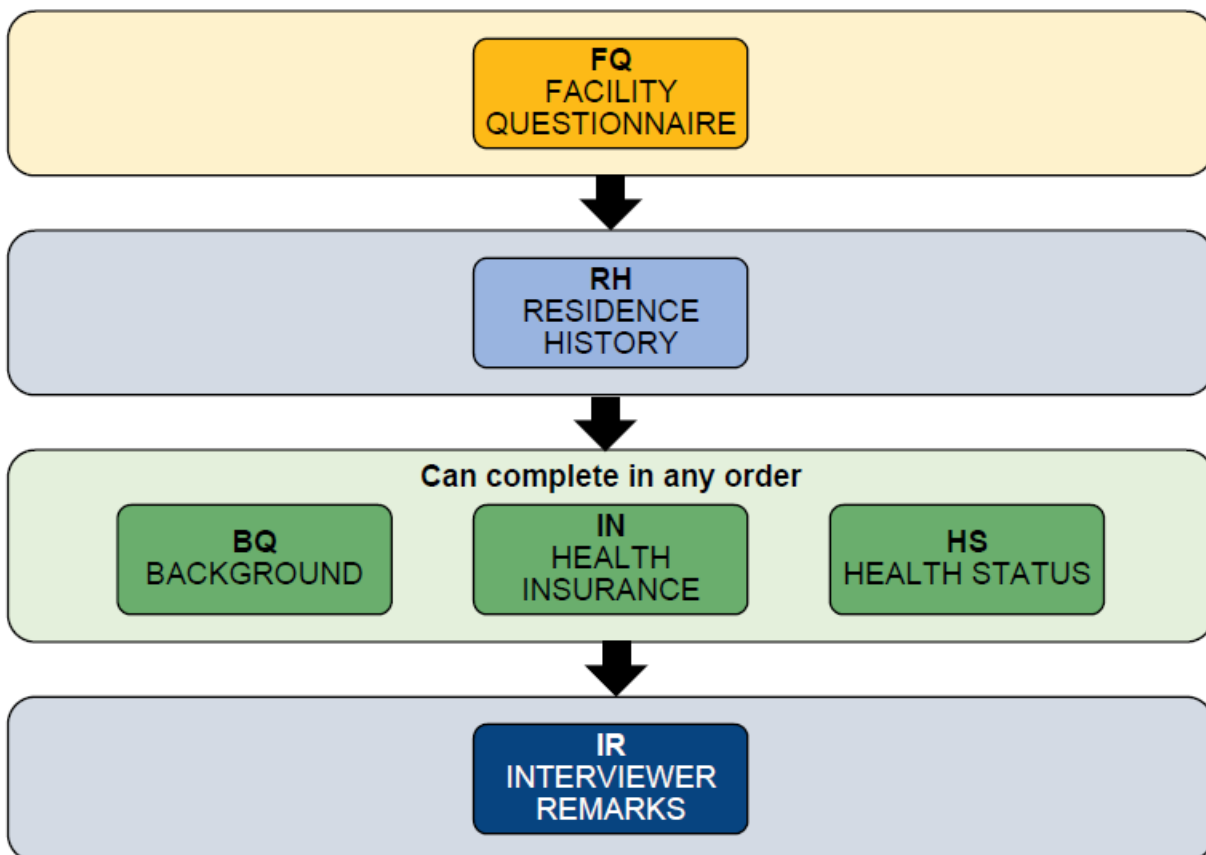 FQ
FACILITY
QUESTIONNAIRE
RH
RESIDENCE
HISTORY
Can complete in any order
BQ
BACKGROUND
IN
HEALTH
INSURANCE
HS
HEALTH STATUS
IR
INTERVIEWER
REMARKS